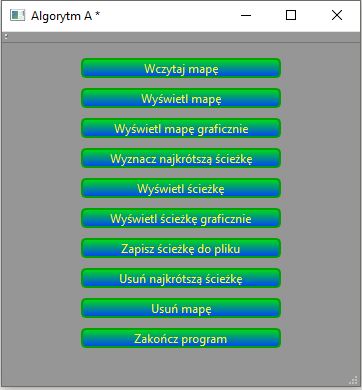 Algorytm A *
Wczytaj mapę
Wyświetl mapę
Wyświetl mapę graficznie
Wyznacz najkrótszą ścieżkę
Wyświetl ścieżkę
Wyświetl ścieżkę graficznie
Zapisz ścieżkę do pliku
Usuń najkrótszą ścieżkę
Usuń mapę
Zakończ program